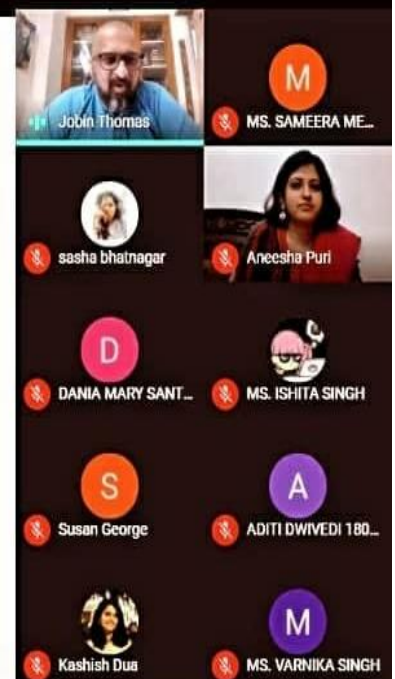 Jobin Thomas
M
MS. SAMEERA ME...
sasha bhatnagar
Aneesha Puri
D
DANIA MARY SANT...
MS. ISHITA SINGH
S
Susan George
A
ADITI DWIVEDI 180...
Kashish Dua
M
MS. VARNIKA SINGH